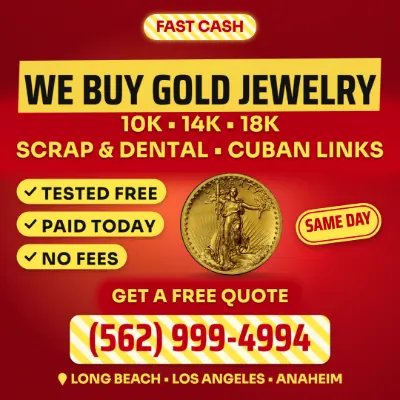 FAST CASH
WE BUY GOLD JEWELRY
10K ▪ 14K ▪ 18K
SCRAP & DENTAL ▪ CUBAN LINKS
✓ TESTED FREE
✓ PAID TODAY
✓ NO FEES
SAME DAY
GET A FREE QUOTE
(562) 999-4994
LONG BEACH ▪ LOS ANGELES ▪ ANAHEIM